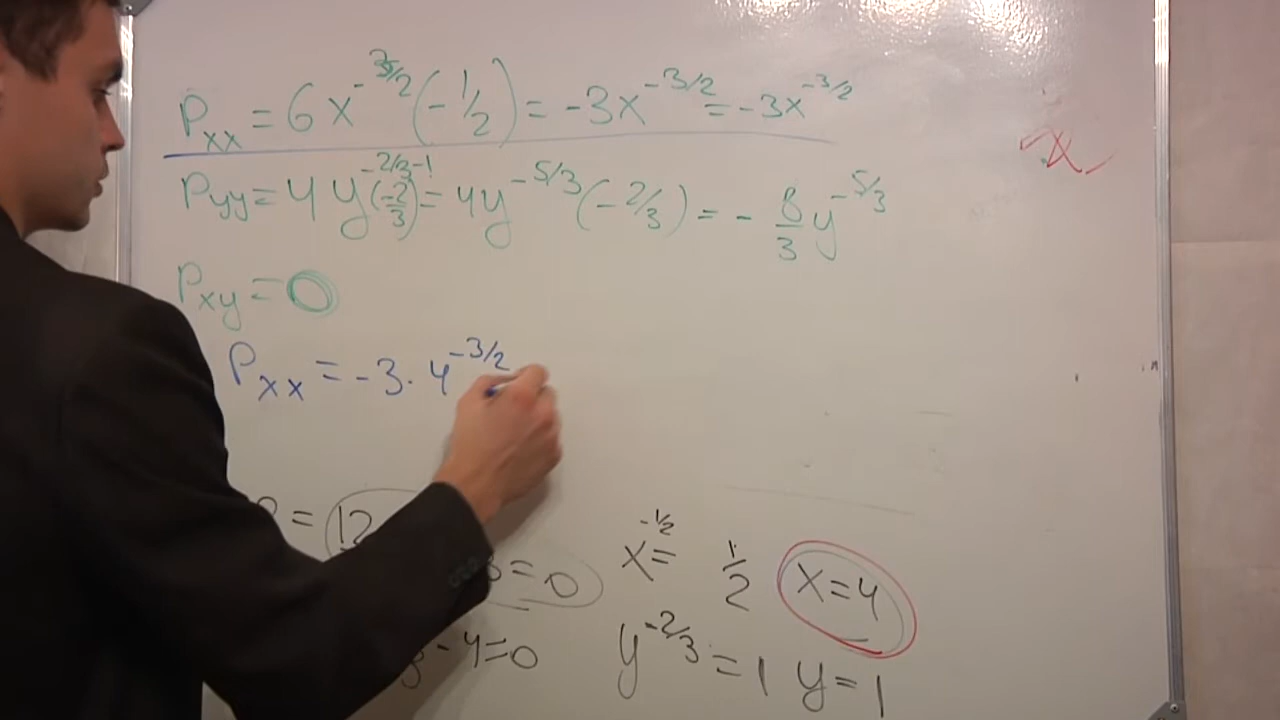 Pxx = 6x^-3/2 (-1/2) = -3x^-3/2 = -3x^-3/2
Pyy = 4y^-2/3-1 (-2/3) = 4y^-5/3 (-2/3) = - 8/3 y^-5/3
Pxy = 0
Pxx = -3 · 4^-3/2
= 12
x^-1/2 = 1/2 x=4
=0
-4=0
y^-2/3 = 1 y=1